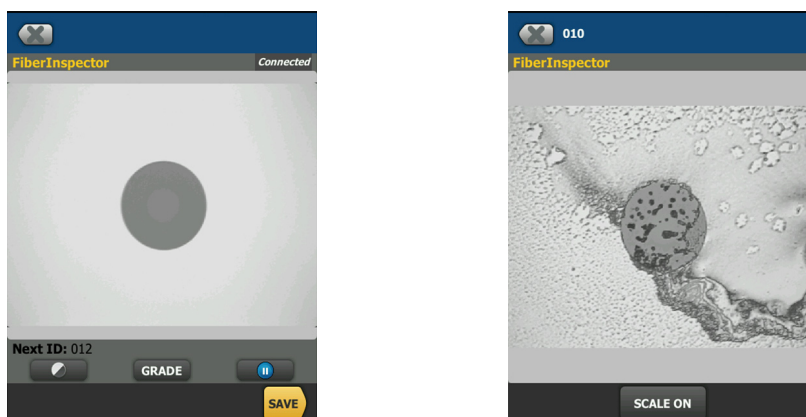 FiberInspector
Connected
Next ID: 012
GRADE
SAVE
010
FiberInspector
SCALE ON